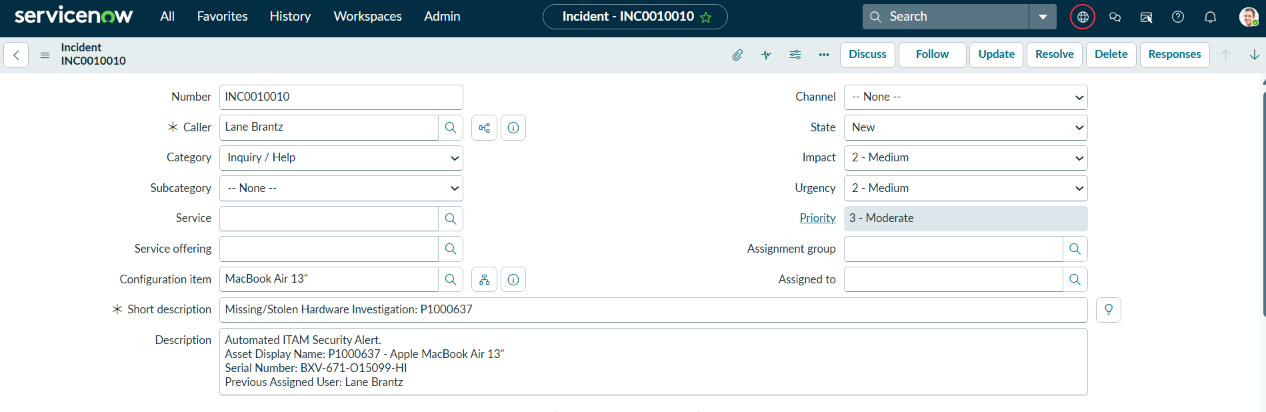 servicenow All Favorites History Workspaces Admin Incident - INC0010010 Search
Incident
INC0010010
Discuss Follow Update Resolve Delete Responses
Number INC0010010 Channel -- None --
Caller Lane Brantz State New
Category Inquiry / Help Impact 2 - Medium
Subcategory -- None -- Urgency 2 - Medium
Service Priority 3 - Moderate
Service offering Assignment group
Configuration item MacBook Air 13" Assigned to
Short description Missing/Stolen Hardware Investigation: P1000637
Description Automated ITAM Security Alert.
Asset Display Name: P1000637 - Apple MacBook Air 13"
Serial Number: BXV-671-O15099-HI
Previous Assigned User: Lane Brantz